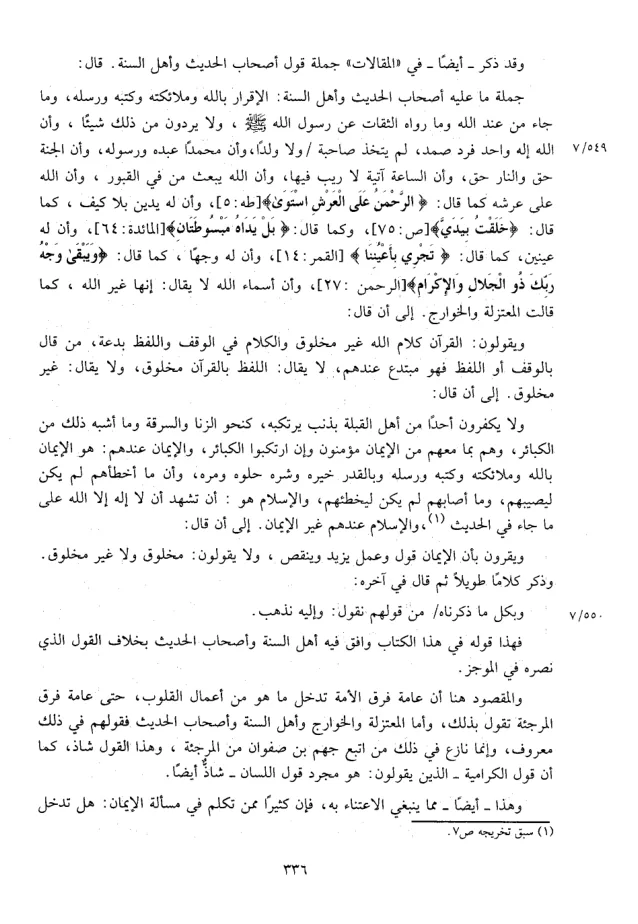 وقد ذكر ـ أيضًا ـ في «المقالات» جملة قول أصحاب الحديث وأهل السنة. قال:
جملة ما عليه أصحاب الحديث وأهل السنة: الإقرار بالله وملائكته وكتبه ورسله، وما
جاء من عند الله وما رواه الثقات عن رسول الله ﷺ ، ولا يردون من ذلك شيئًا ، وأن
الله إله واحد فرد صمد، لم يتخذ صاحبة /ولا ولدًا،وأن محمدًا عبده ورسوله، وأن الجنة
٧/٥٤٩
حق والنار حق، وأن الساعة آتية لا ريب فيها، وأن الله يبعث من في القبور ، وأن الله
على عرشه كما قال: ﴿ الرَّحْمَنُ عَلَى الْعَرْشِ اسْتَوَىٰ﴾[طه:٥]، وأن له يدين بلا كيف ، كما
قال: ﴿خَلَقْتُ بِيَدَيَّ﴾[ص:٧٥]، وكما قال:﴿ بَلْ يَدَاهُ مَبْسُوطَتَانِ﴾[المائدة:٦٤]، وأن له
عينين، كما قال: ﴿ تَجْرِي بِأَعْيُنِنَا ﴾ [القمر:١٤]، وأن له وجهًا ، كما قال: ﴿وَيَبْقَىٰ وَجْهُ
رَبِّكَ ذُو الْجَلالِ وَالإِكْرَامِ﴾[الرحمن :٢٧]، وأن أسماء الله لا يقال: إنها غير الله ، كما
قالت المعتزلة والخوارج. إلى أن قال:
ويقولون: القرآن كلام الله غير مخلوق والكلام في الوقف واللفظ بدعة، من قال
بالوقف أو اللفظ فهو مبتدع عندهم، لا يقال: اللفظ بالقرآن مخلوق، ولا يقال: غير
مخلوق. إلى أن قال:
ولا يكفرون أحدًا من أهل القبلة بذنب يرتكبه، كنحو الزنا والسرقة وما أشبه ذلك من
الكبائر، وهم بما معهم من الإيمان مؤمنون وإن ارتكبوا الكبائر، والإيمان عندهم: هو الإيمان
بالله وملائكته وكتبه ورسله وبالقدر خيره وشره حلوه ومره، وأن ما أخطأهم لم يكن
ليصيبهم، وما أصابهم لم يكن ليخطئهم، والإسلام هو : أن تشهد أن لا إله إلا الله على
ما جاء في الحديث (١)،والإسلام عندهم غير الإيمان. إلى أن قال:
ويقرون بأن الإيمان قول وعمل يزيد وينقص ، ولا يقولون: مخلوق ولا غير مخلوق.
وذكر كلامًا طويلاً ثم قال في آخره:
وبكل ما ذكرناه/ من قولهم نقول: وإليه نذهب.
٧/٥٥٠
فهذا قوله في هذا الكتاب وافق فيه أهل السنة وأصحاب الحديث بخلاف القول الذي
نصره في الموجز.
والمقصود هنا أن عامة فرق الأمة تدخل ما هو من أعمال القلوب، حتى عامة فرق
المرجئة تقول بذلك، وأما المعتزلة والخوارج وأهل السنة وأصحاب الحديث فقولهم في ذلك
معروف، وإنما نازع في ذلك من اتبع جهم بن صفوان من المرجئة ، وهذا القول شاذ، كما
أن قول الكرامية ـ الذين يقولون: هو مجرد قول اللسان ـ شاذٌ أيضًا.
وهذا ـ أيضًا ـ مما ينبغي الاعتناء به، فإن كثيرًا ممن تكلم في مسألة الإيمان: هل تدخل
(١) سبق تخريجه ص٧.
٣٣٦